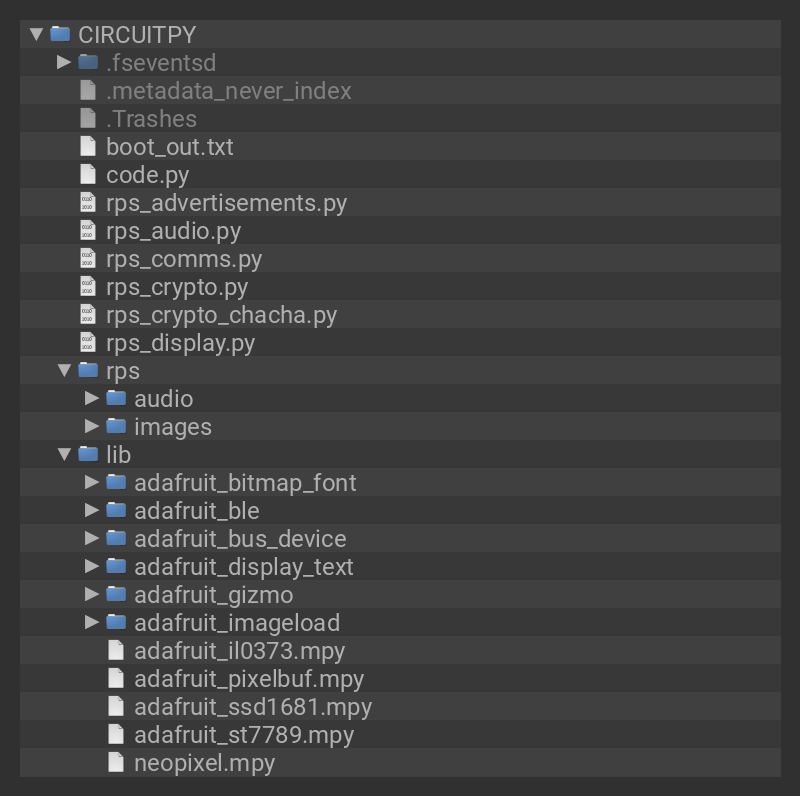 CIRCUITPY
.fseventsd
.metadata_never_index
.Trashes
boot_out.txt
code.py
rps_advertisements.py
rps_audio.py
rps_comms.py
rps_crypto.py
rps_crypto_chacha.py
rps_display.py
rps
audio
images
lib
adafruit_bitmap_font
adafruit_ble
adafruit_bus_device
adafruit_display_text
adafruit_gizmo
adafruit_imageload
adafruit_il0373.mpy
adafruit_pixelbuf.mpy
adafruit_ssd1681.mpy
adafruit_st7789.mpy
neopixel.mpy